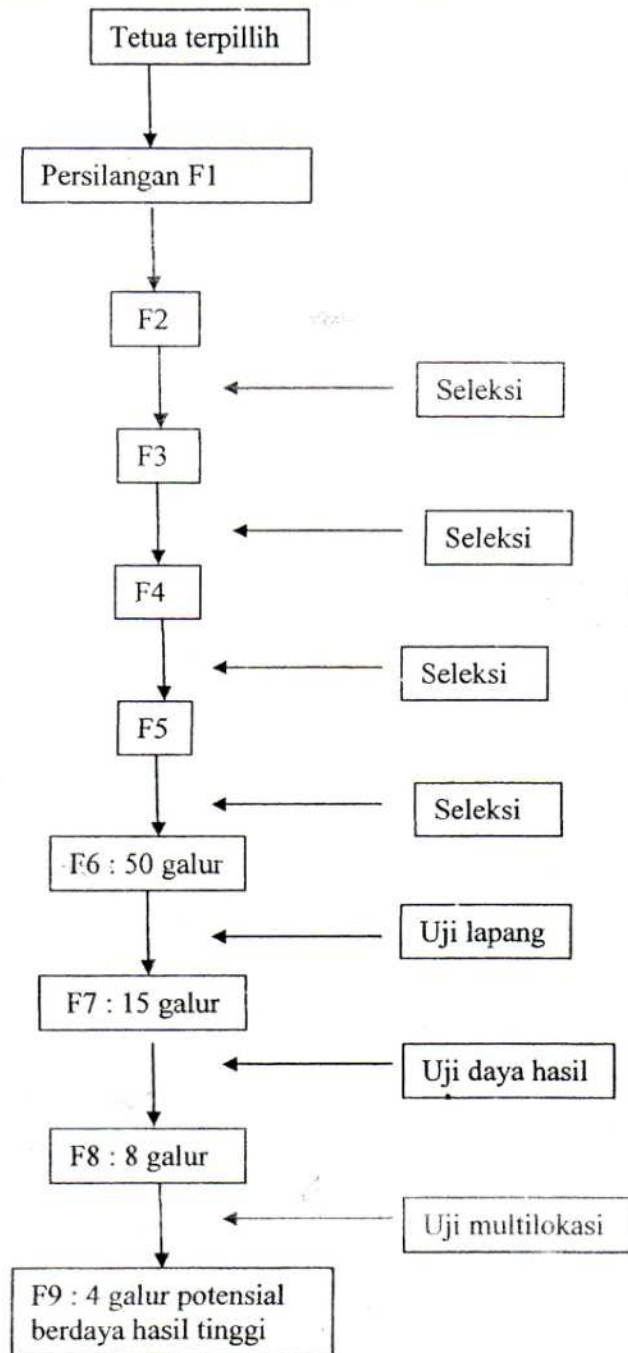 Tetua terpillih
Persilangan F1
F2
Seleksi
F3
Seleksi
F4
Seleksi
F5
Seleksi
F6 : 50 galur
Uji lapang
F7 : 15 galur
Uji daya hasil
F8 : 8 galur
Uji multilokasi
F9 : 4 galur potensial
berdaya hasil tinggi